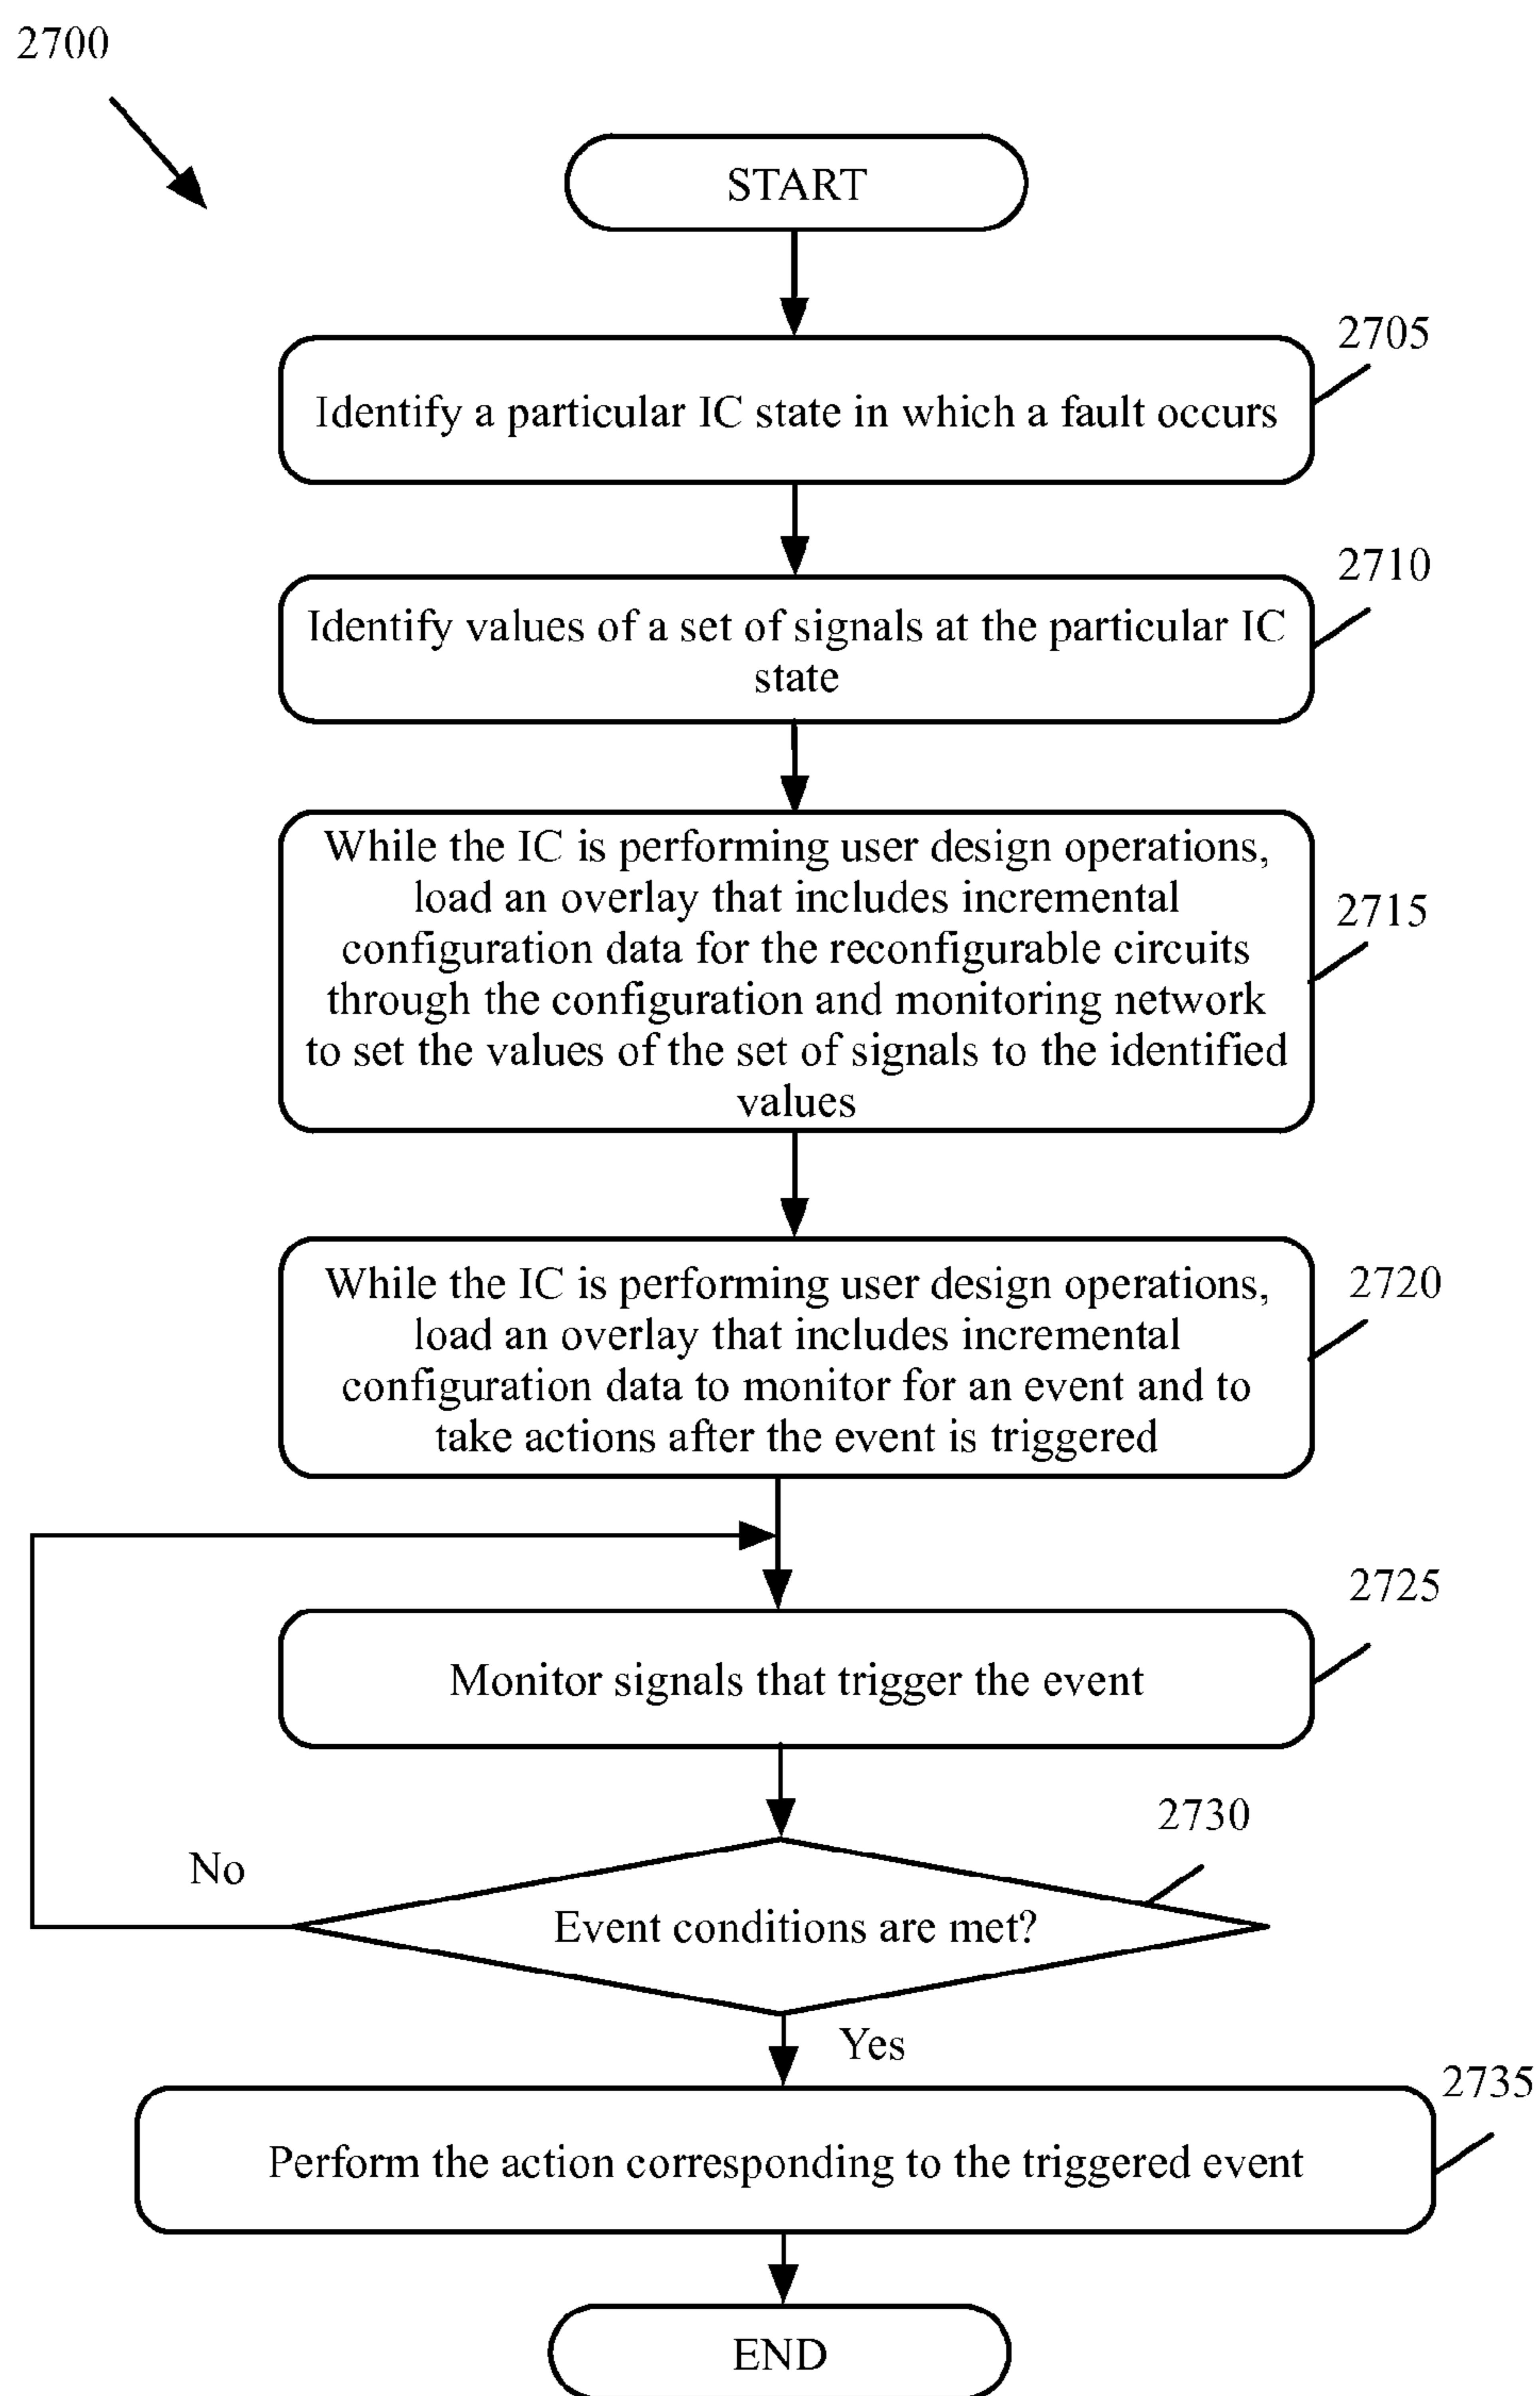 2700
START
2705
Identify a particular IC state in which a fault occurs
2710
Identify values of a set of signals at the particular IC
state
While the IC is performing user design operations,
load an overlay that includes incremental
2715
configuration data for the reconfigurable circuits
through the configuration and monitoring network
to set the values of the set of signals to the identified
values
2720
While the IC is performing user design operations,
load an overlay that includes incremental
configuration data to monitor for an event and to
take actions after the event is triggered
2725
Monitor signals that trigger the event
2730
No
Event conditions are met?
Yes
2735
Perform the action corresponding to the triggered event
END